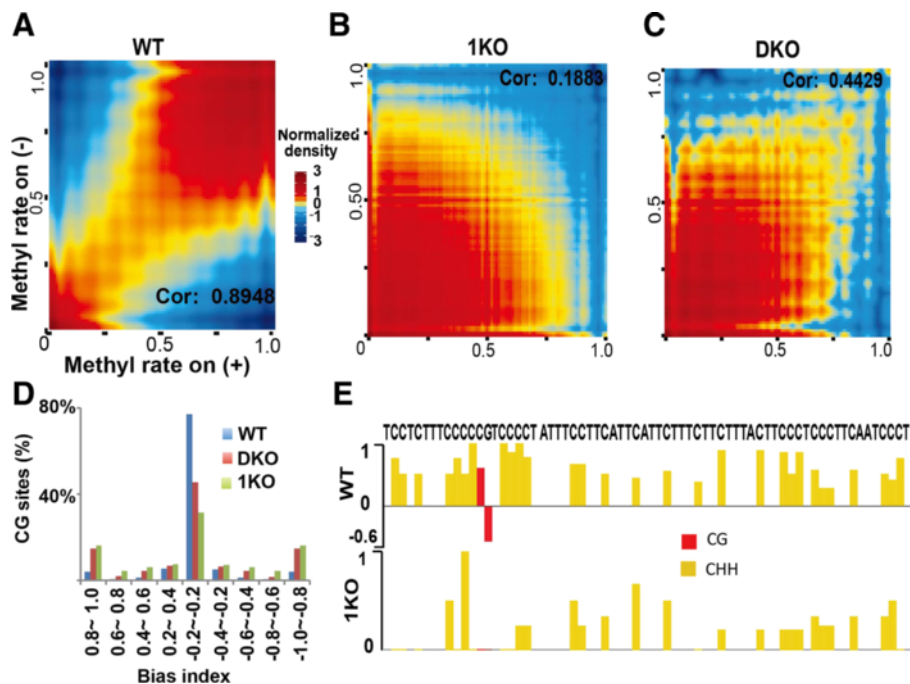 A
WT
1.0
0.5
0
Methyl rate on (-)
Cor: 0.8948
0
0.5
1.0
Methyl rate on (+)
Normalized
density
3
1
-1
-3
B
1KO
Cor: 0.1883
1.0
0.50
0
0.5
1.0
C
DKO
Cor: 0.4429
1.0
0.5
0
0
0.5
1.0
D
80%
40%
CG sites (%)
WT
DKO
1KO
0.8~ 1.0
0.6~ 0.8
0.4~ 0.6
0.2~ 0.4
-0.2~-0.2
-0.4~-0.2
-0.6~-0.4
-0.8~-0.6
-1.0~-0.8
Bias index
E
TCCTCTTTCCCCCGTCCCCT ATTTCCTTCATTCATTCTTTCTTCTTTACTTCCCTCCCTTCAATCCCT
WT
1
0
-0.6
CG
CHH
1KO
1
0